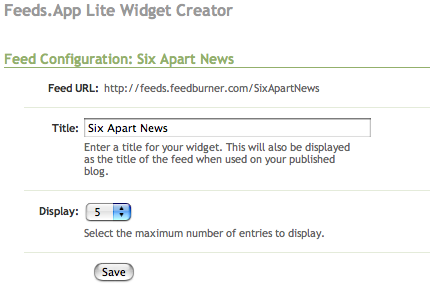 Feeds.App Lite Widget Creator
Feed Configuration: Six Apart News
Feed URL: http://feeds.feedburner.com/SixApartNews
Title: Six Apart News
Enter a title for your widget. This will also be displayed
as the title of the feed when used on your published
blog.
Display: 5
Select the maximum number of entries to display.
Save